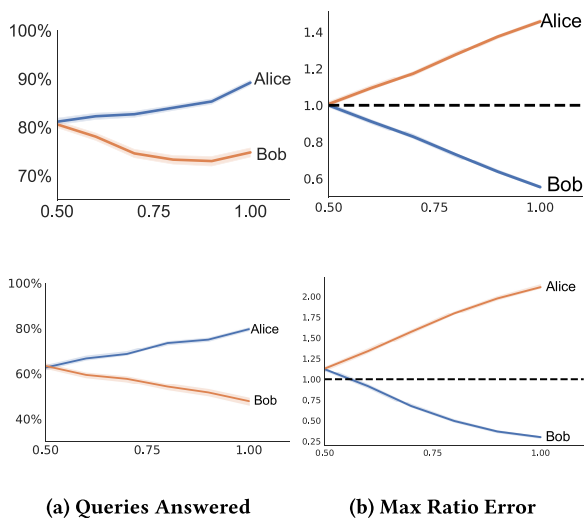 100%
90%
80%
70%
Alice
Bob
0.50 0.75 1.00
1.4
1.2
1.0
0.8
0.6
Alice
Bob
0.50 0.75 1.00
100%
80%
60%
40%
Alice
Bob
0.50 0.75 1.00
2.00
1.75
1.50
1.25
1.00
0.75
0.50
0.25
Alice
Bob
0.50 0.75 1.00
(a) Queries Answered
(b) Max Ratio Error